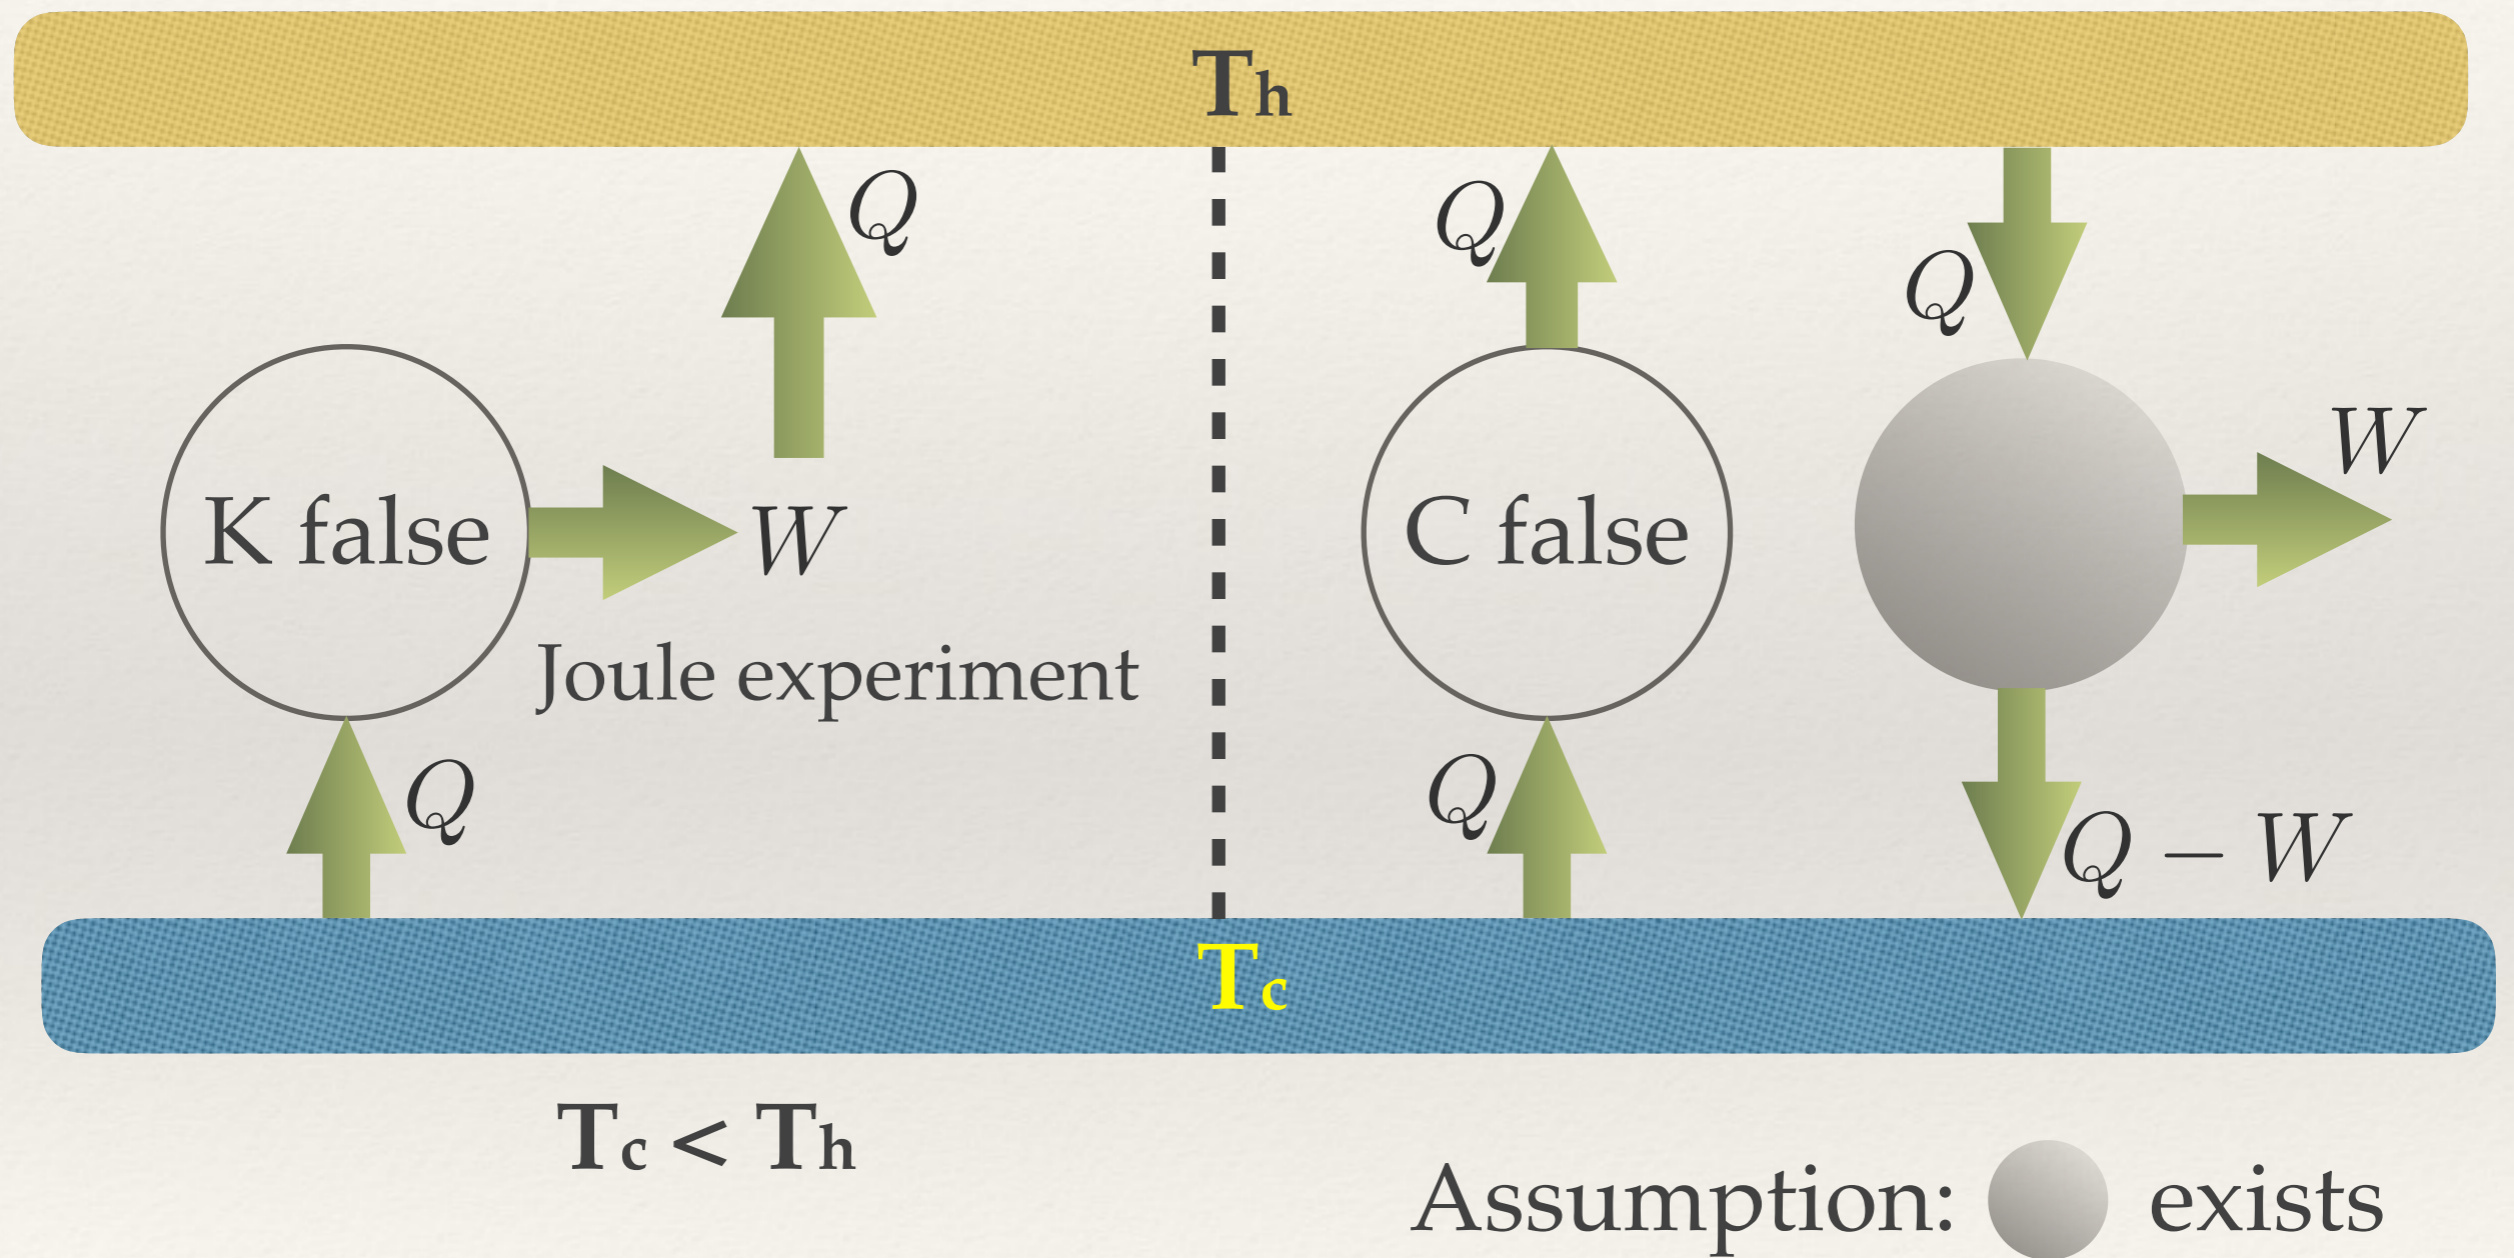 Th
Q
K false
W
Joule experiment
Q
Q
C false
Q
Q
W
Q − W
Tc
Tc < Th
Assumption: exists